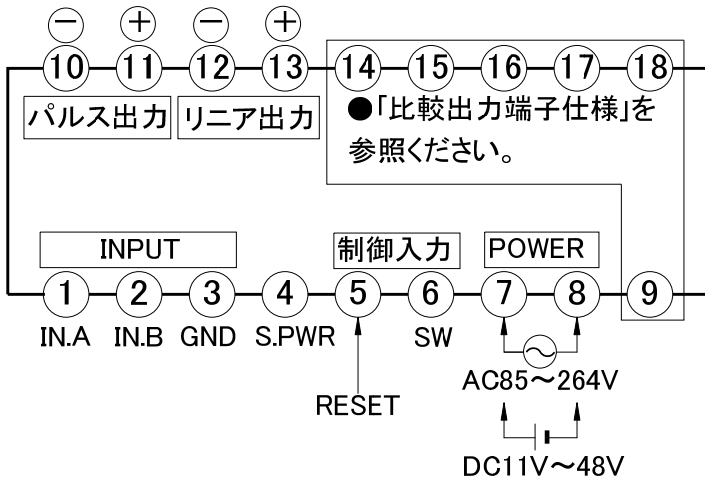 ⊖ ⊕ ⊖ ⊕
10 11 12 13 14 15 16 17 18
パルス出力 リニア出力
●「比較出力端子仕様」を
参照ください。
INPUT 制御入力 POWER
1 2 3 4 5 6 7 8 9
IN.A IN.B GND S.PWR SW
AC85～264V
RESET
DC11V～48V